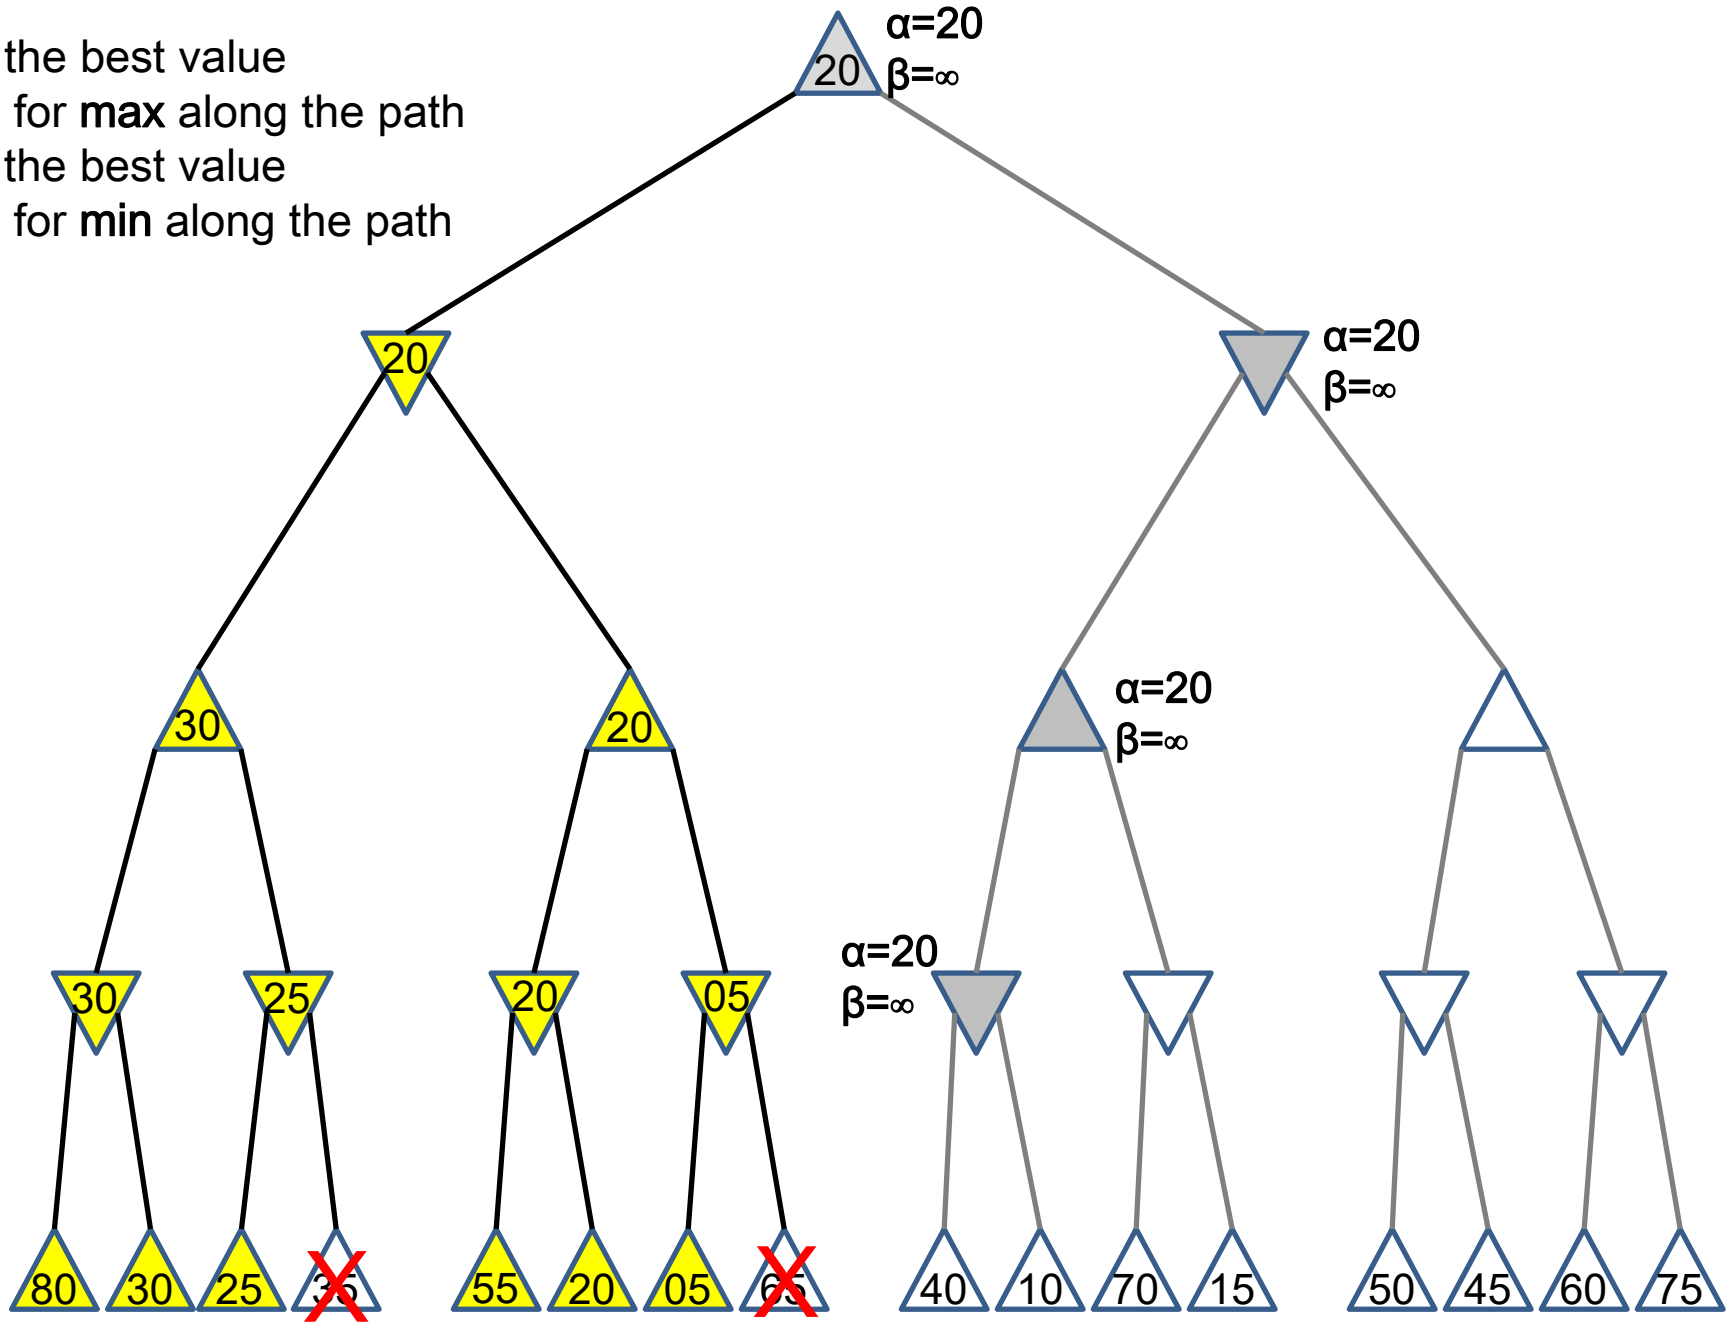 the best value
for max along the path
the best value
for min along the path
α=20
β=∞
20
20
α=20
β=∞
30
20
α=20
β=∞
30
25
20
05
α=20
β=∞
80
30
25
35
55
20
05
65
40
10
70
15
50
45
60
75